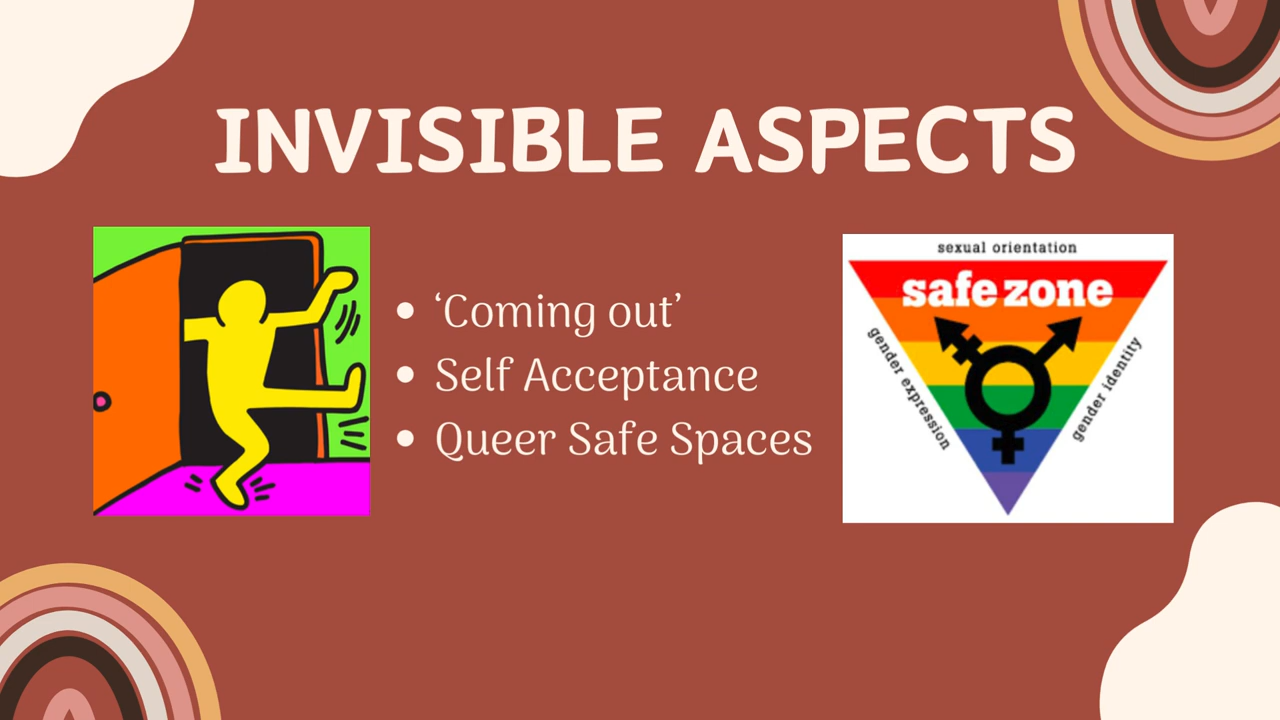 INVISIBLE ASPECTS
‘Coming out’
Self Acceptance
Queer Safe Spaces
sexual orientation
safe zone
gender expression
gender identity